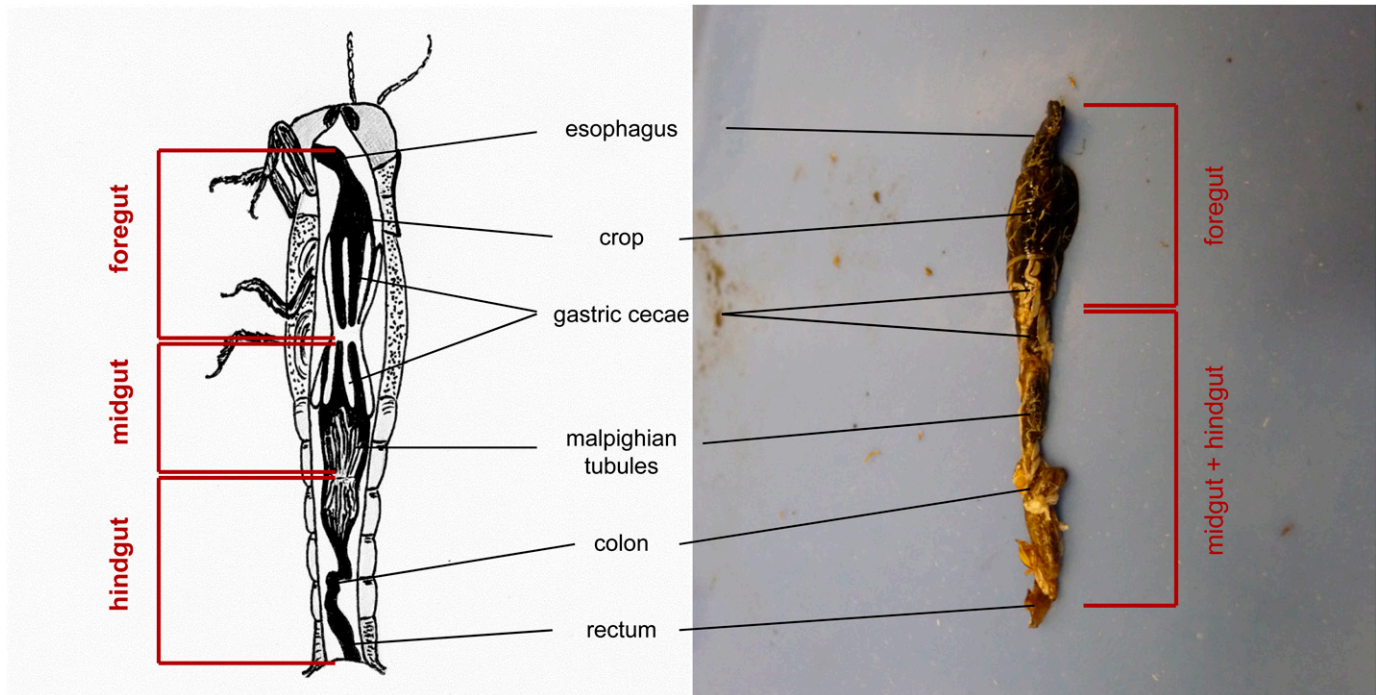 esophagus
crop
gastric cecae
malpighian
tubules
colon
rectum
foregut
midgut
hindgut
foregut
midgut + hindgut